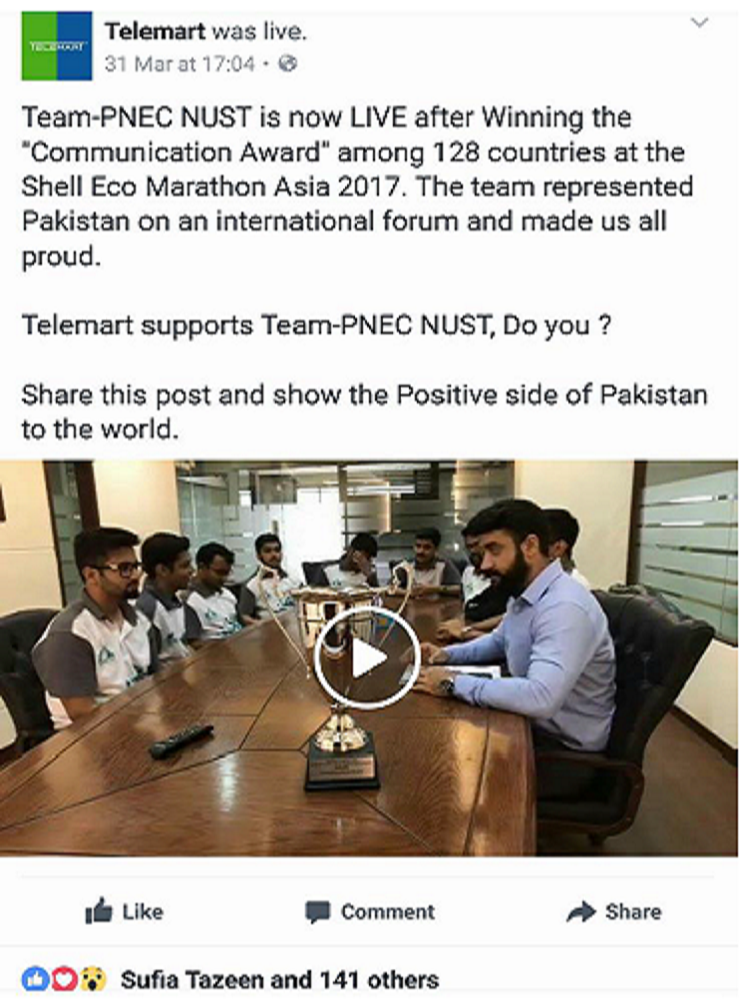 TELEMART
Telemart was live.
31 Mar at 17:04 ·
Team-PNEC NUST is now LIVE after Winning the
"Communication Award" among 128 countries at the
Shell Eco Marathon Asia 2017. The team represented
Pakistan on an international forum and made us all
proud.
Telemart supports Team-PNEC NUST, Do you ?
Share this post and show the Positive side of Pakistan
to the world.
Like
Comment
Share
Sufia Tazeen and 141 others